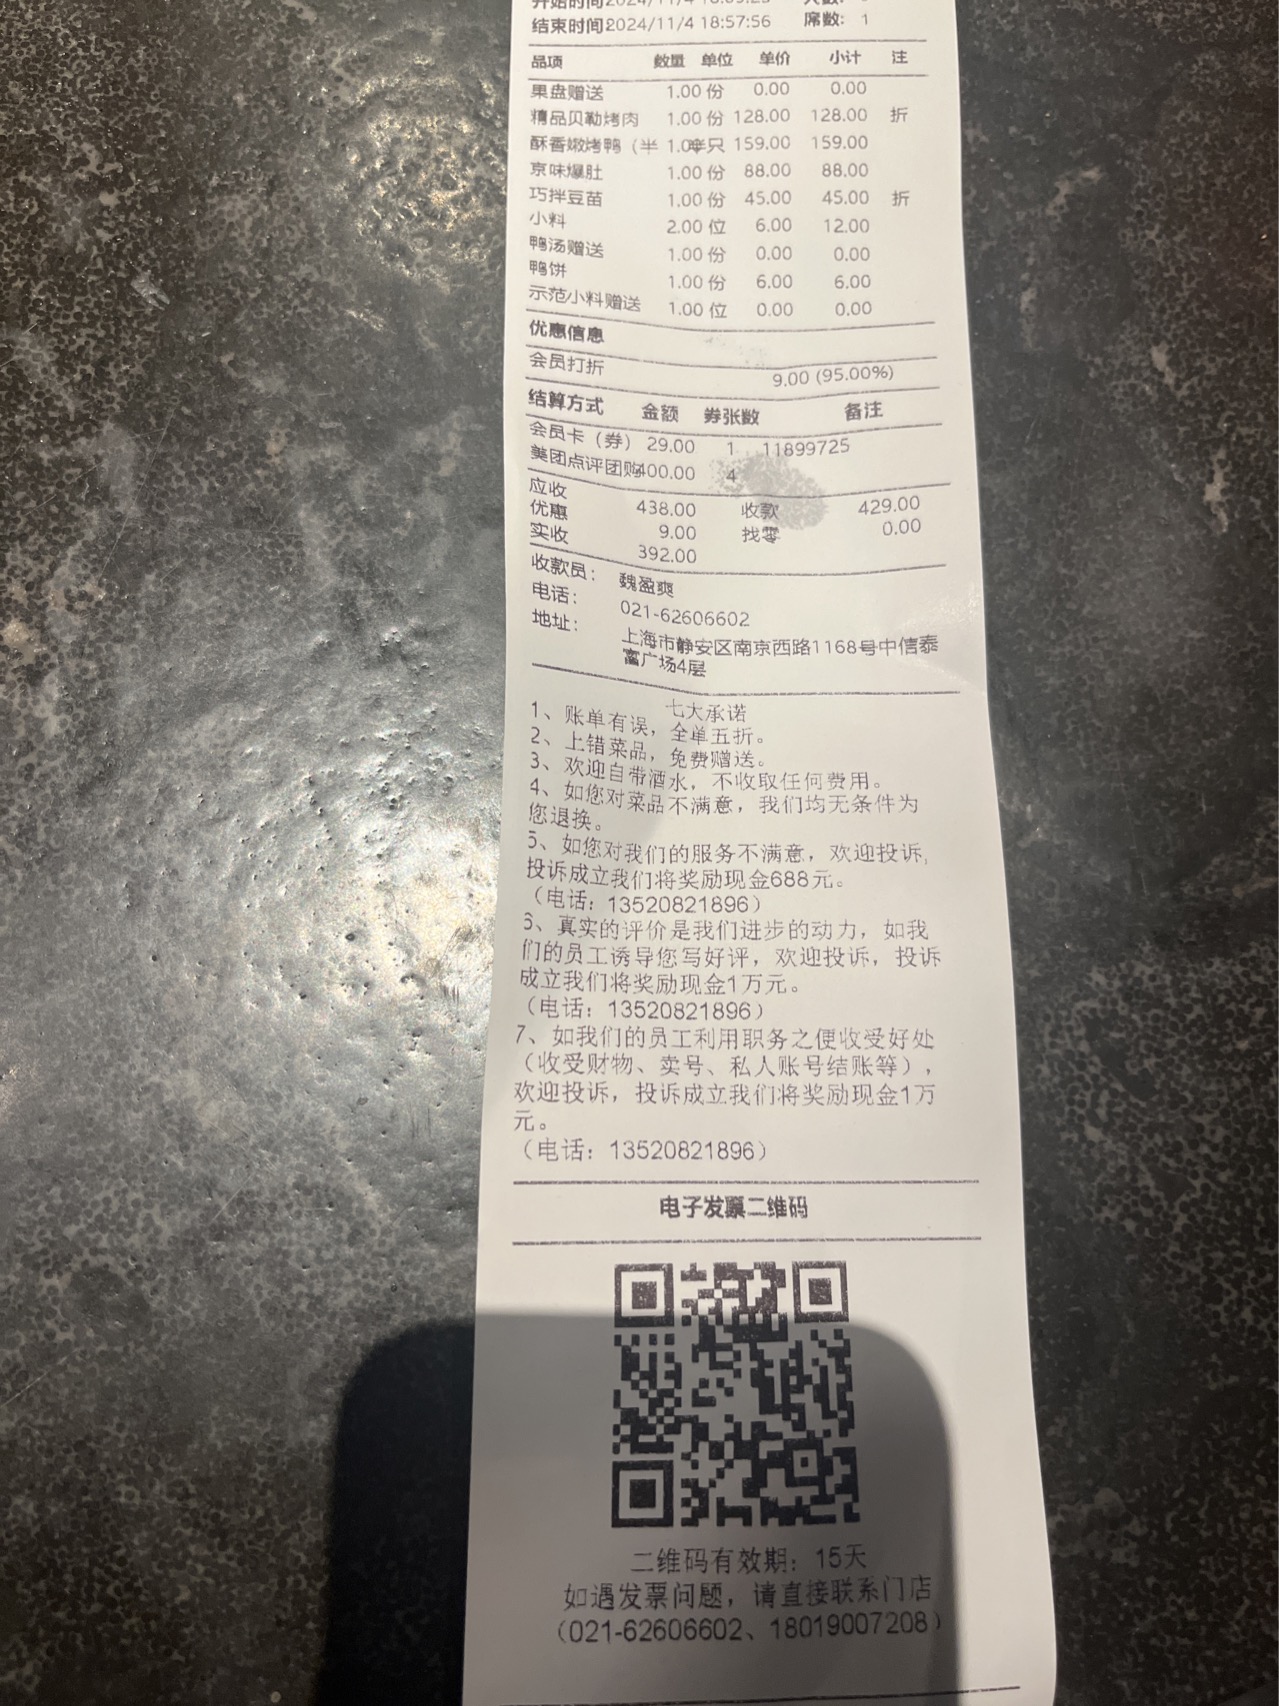 结束时间:2024/11/4 18:57:56 席数: 1
品项 数量 单位 单价 小计 注
果盘赠送 1.00 份 0.00 0.00
精品贝勒烤肉 1.00 份 128.00 128.00 折
酥香嫩烤鸭（半 1.00 只 159.00 159.00
京味爆肚 1.00 份 88.00 88.00
巧拌豆苗 1.00 份 45.00 45.00 折
小料 2.00 位 6.00 12.00
鸭汤赠送 1.00 份 0.00 0.00
鸭饼 1.00 份 6.00 6.00
示范小料赠送 1.00 位 0.00 0.00
优惠信息
会员打折 9.00 (95.00%)
结算方式 金额 券张数 备注
会员卡（券） 29.00 1 11899725
美团点评团购400.00 4
应收 438.00 收款 429.00
优惠 9.00 找零 0.00
实收 392.00
收款员： 魏盈爽
电话： 021-62606602
地址： 上海市静安区南京西路1168号中信泰
富广场4层
七大承诺
1、账单有误，全单五折。
2、上错菜品，免费赠送。
3、欢迎自带酒水，不收取任何费用。
4、如您对菜品不满意，我们均无条件为
您退换。
5、如您对我们的服务不满意，欢迎投诉,
投诉成立我们将奖励现金688元。
（电话：13520821896）
6、真实的评价是我们进步的动力，如我
们的员工诱导您写好评，欢迎投诉，投诉
成立我们将奖励现金1万元。
（电话：13520821896）
7、如我们的员工利用职务之便收受好处
（收受财物、卖号、私人账号结账等），
欢迎投诉，投诉成立我们将奖励现金1万
元。
（电话：13520821896）
电子发票二维码
二维码有效期：15天
如遇发票问题，请直接联系门店
（021-62606602、18019007208）